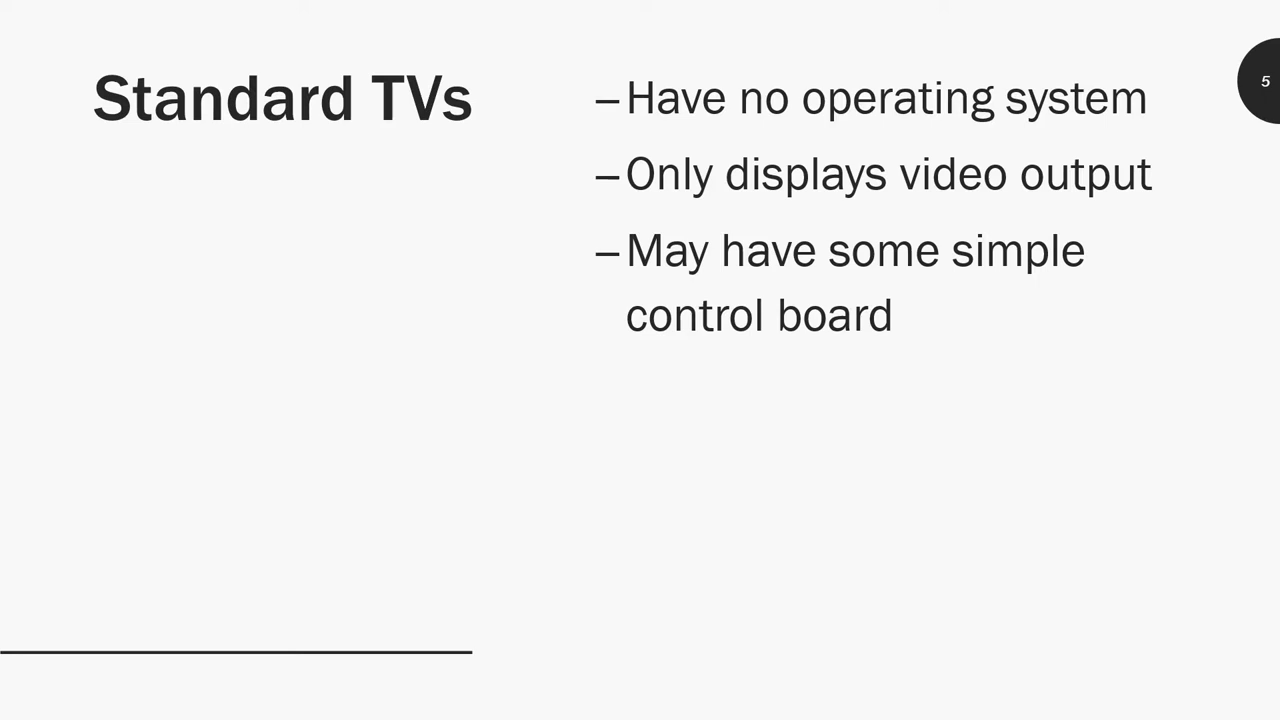 Standard TVs
– Have no operating system
– Only displays video output
– May have some simple
control board
5